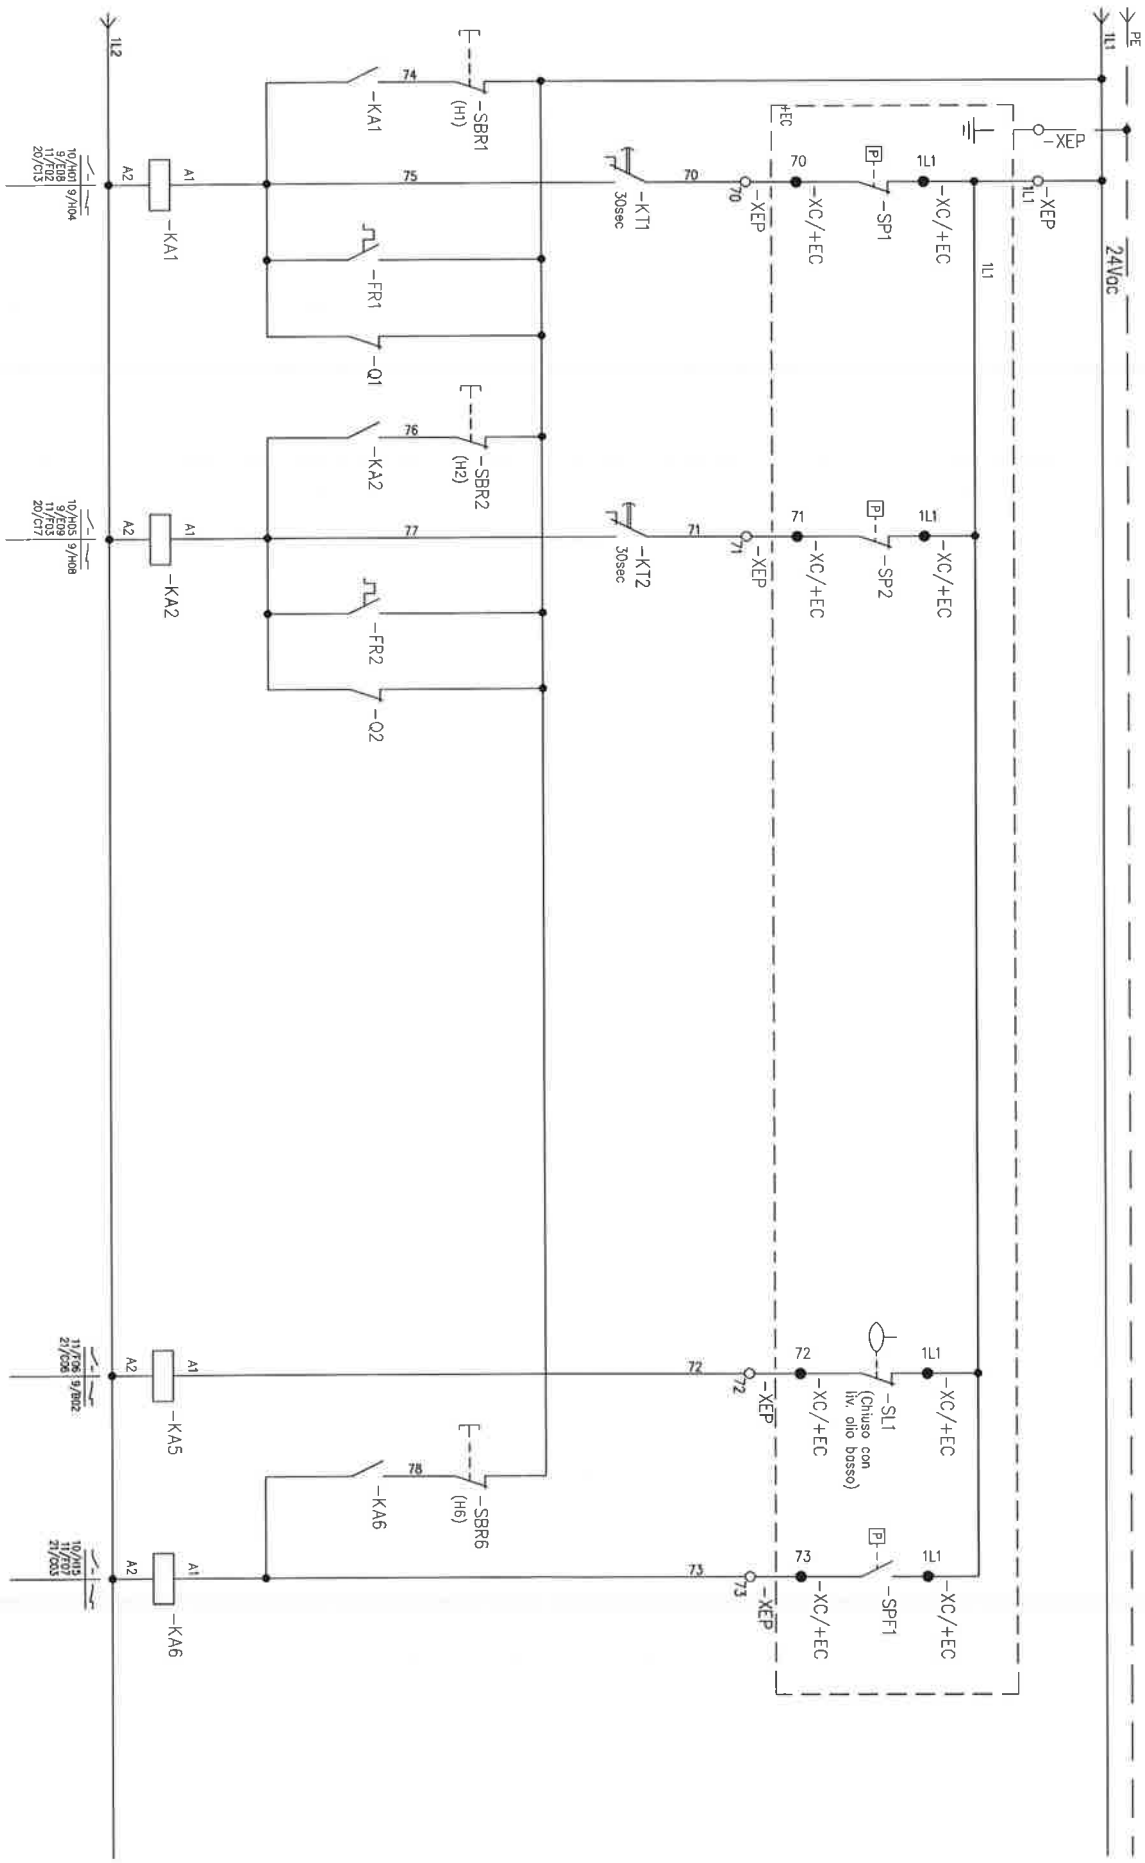 PE
1L1
24Vac
-XEP
-XEP
1L1
+EC
1L1
1L1
-XC/+EC
-SP1
70
-XC/+EC
-XEP
70
70
-KT1
30sec
-SBR1
(H1)
74
-KA1
75
-FR1
-Q1
A1
-KA1
A2
1L2
10/H01 9/H04
9/E08
11/F02
20/C13
1L1
-XC/+EC
-SP2
71
-XC/+EC
-XEP
71
71
-KT2
30sec
-SBR2
(H2)
76
-KA2
77
-FR2
-Q2
A1
-KA2
A2
10/H05 9/H08
9/E09
11/F03
20/C17
1L1
-XC/+EC
-SL1
(Chiuso con
liv. olio basso)
72
-XC/+EC
-XEP
72
72
A1
-KA5
A2
11/F06 9/B02
21/C06
1L1
-XC/+EC
-SPF1
73
-XC/+EC
-XEP
73
73
-SBR6
(H6)
78
-KA6
A1
-KA6
A2
10/H15
11/F07
21/C03
P
P
P